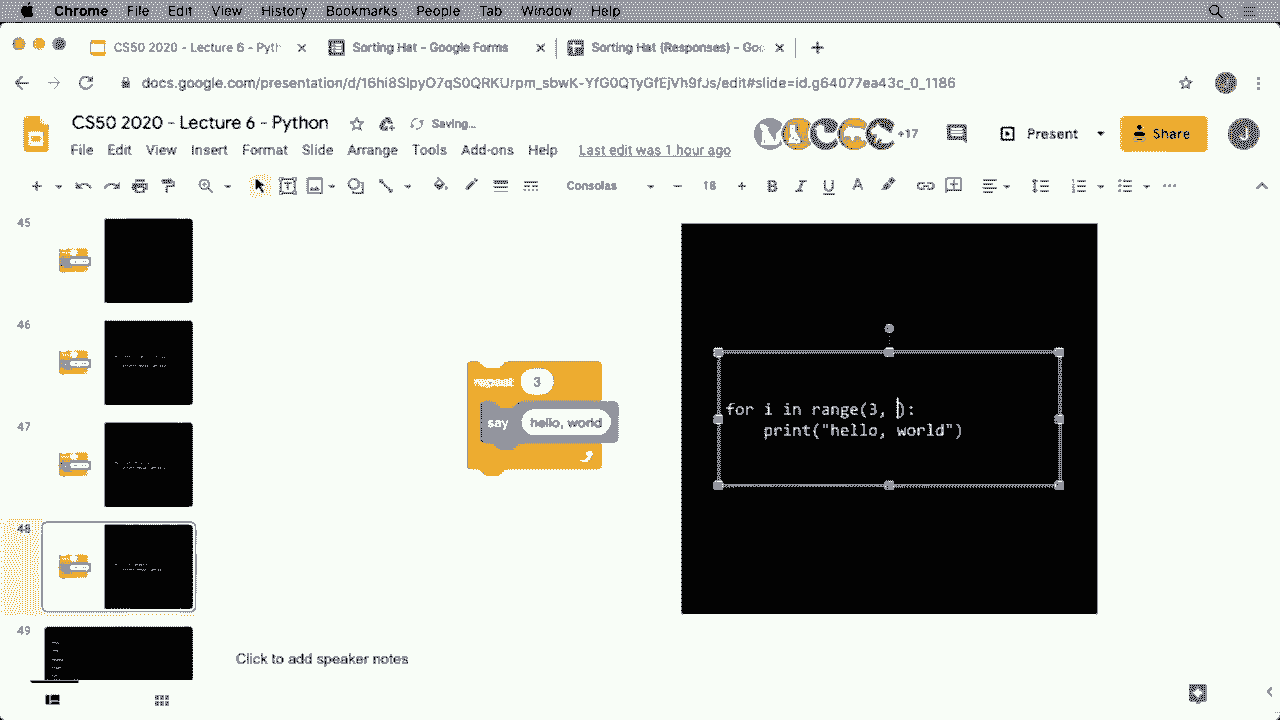 Chrome File Edit View History Bookmarks People Tab Window Help
CS50 2020 - Lecture 6 - Pyth
Sorting Hat - Google Forms
Sorting Hat (Responses) - Goo
docs.google.com/presentation/d/16hi8SlpyO7qS0QRKUrpm_sbwK-YfG0QTyGfEjVh9fJs/edit#slide=id.g64077ea43c_0_1186
CS50 2020 - Lecture 6 - Python
Saving...
+17
Present
Share
File Edit View Insert Format Slide Arrange Tools Add-ons Help Last edit was 1 hour ago
Consolas
18
45
46
47
48
49
repeat 3
say hello, world
for i in range(3, ):
    print("hello, world")
Click to add speaker notes